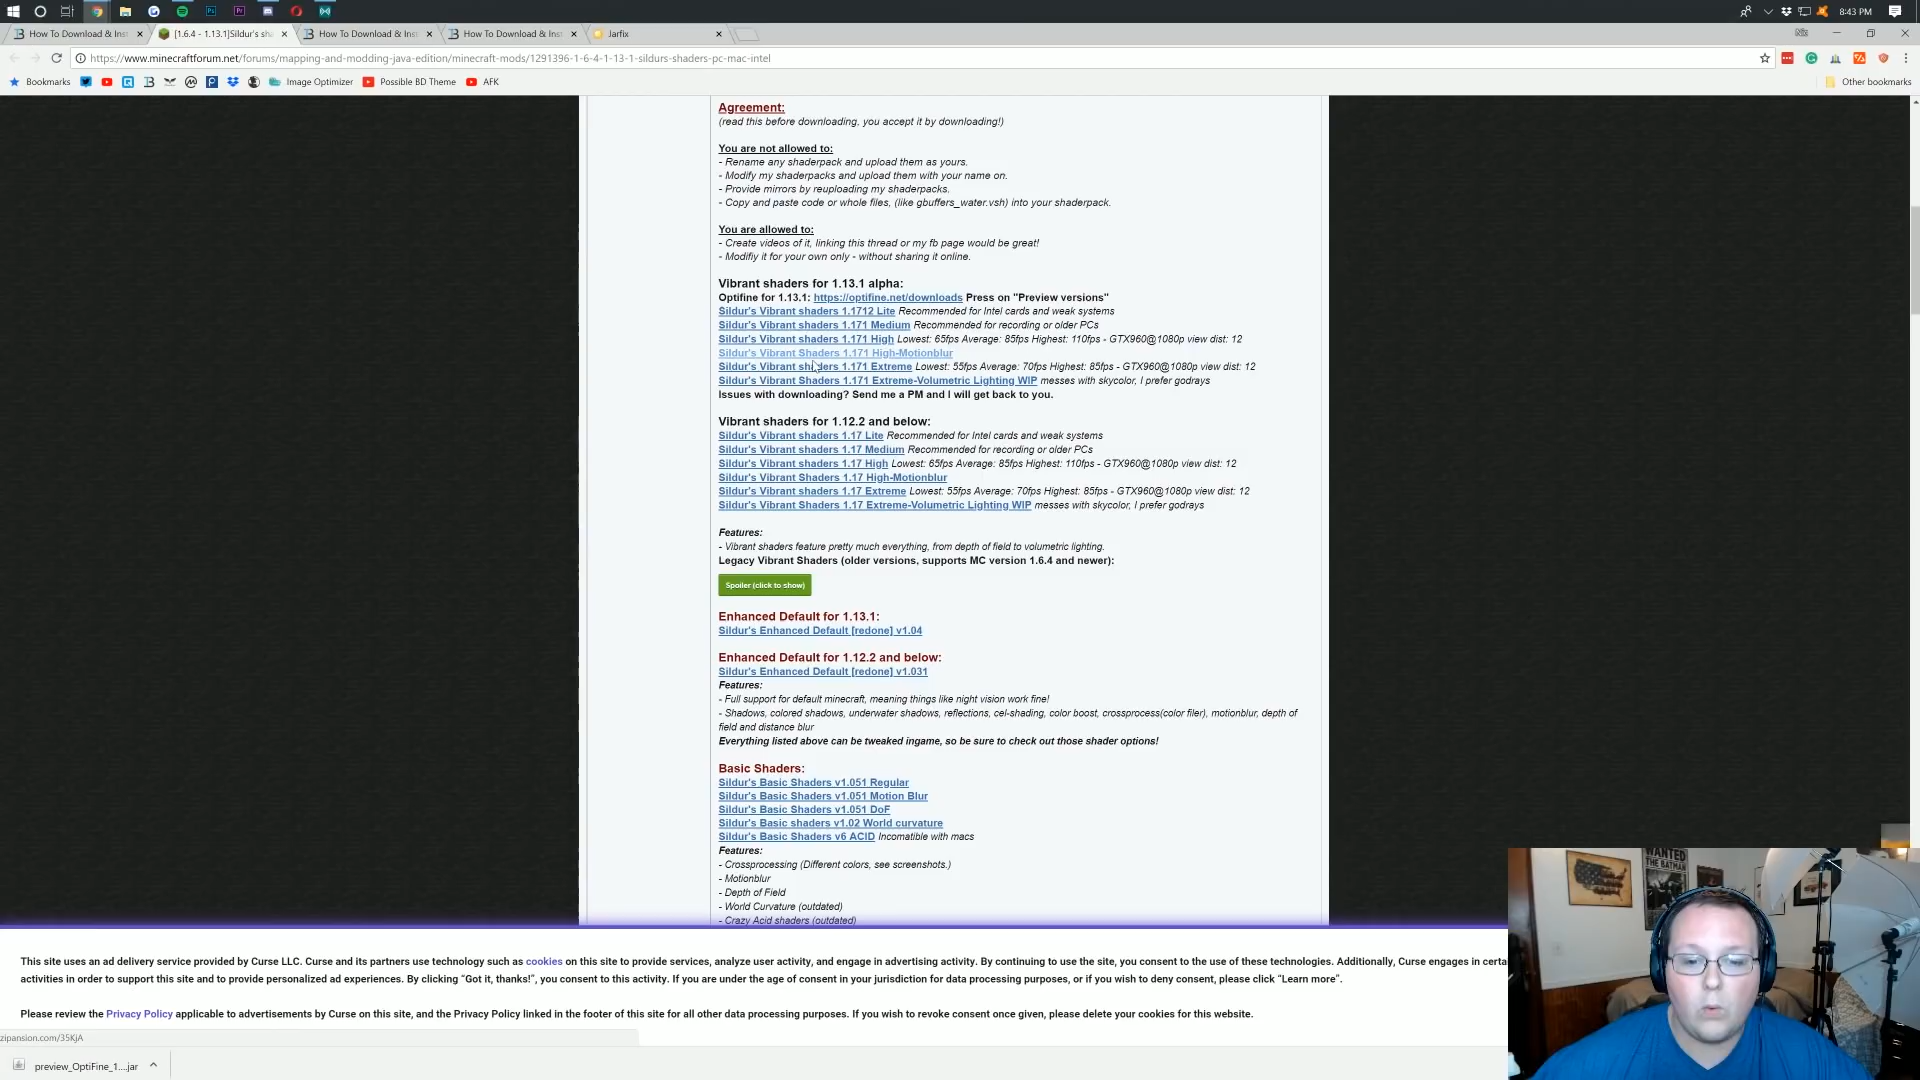 8:43 PM
How To Download & Inst
[1.6.4 - 1.13.1]Sildur's sha
How To Download & Inst
How To Download & Inst
Jarfix
https://www.minecraftforum.net/forums/mapping-and-modding-java-edition/minecraft-mods/1291396-1-6-4-1-13-1-sildurs-shaders-pc-mac-intel
Bookmarks
Image Optimizer
Possible BD Theme
AFK
Other bookmarks
Agreement:
(read this before downloading, you accept it by downloading!)
You are not allowed to:
- Rename any shaderpack and upload them as yours.
- Modify my shaderpacks and upload them with your name on.
- Provide mirrors by reuploading my shaderpacks.
- Copy and paste code or whole files, (like gbuffers_water.vsh) into your shaderpack.
You are allowed to:
- Create videos of it, linking this thread or my fb page would be great!
- Modifiy it for your own only - without sharing it online.
Vibrant shaders for 1.13.1 alpha:
Optifine for 1.13.1: https://optifine.net/downloads Press on "Preview versions"
Sildur's Vibrant shaders 1.1712 Lite Recommended for Intel cards and weak systems
Sildur's Vibrant shaders 1.171 Medium Recommended for recording or older PCs
Sildur's Vibrant shaders 1.171 High Lowest: 65fps Average: 85fps Highest: 110fps - GTX960@1080p view dist: 12
Sildur's Vibrant Shaders 1.171 High-Motionblur
Sildur's Vibrant shaders 1.171 Extreme Lowest: 55fps Average: 70fps Highest: 85fps - GTX960@1080p view dist: 12
Sildur's Vibrant Shaders 1.171 Extreme-Volumetric Lighting WIP messes with skycolor, I prefer godrays
Issues with downloading? Send me a PM and I will get back to you.
Vibrant shaders for 1.12.2 and below:
Sildur's Vibrant shaders 1.17 Lite Recommended for Intel cards and weak systems
Sildur's Vibrant shaders 1.17 Medium Recommended for recording or older PCs
Sildur's Vibrant shaders 1.17 High Lowest: 65fps Average: 85fps Highest: 110fps - GTX960@1080p view dist: 12
Sildur's Vibrant Shaders 1.17 High-Motionblur
Sildur's Vibrant shaders 1.17 Extreme Lowest: 55fps Average: 70fps Highest: 85fps - GTX960@1080p view dist: 12
Sildur's Vibrant Shaders 1.17 Extreme-Volumetric Lighting WIP messes with skycolor, I prefer godrays
Features:
- Vibrant shaders feature pretty much everything, from depth of field to volumetric lighting.
Legacy Vibrant Shaders (older versions, supports MC version 1.6.4 and newer):
Spoiler (click to show)
Enhanced Default for 1.13.1:
Sildur's Enhanced Default [redone] v1.04
Enhanced Default for 1.12.2 and below:
Sildur's Enhanced Default [redone] v1.031
Features:
- Full support for default minecraft, meaning things like night vision work fine!
- Shadows, colored shadows, underwater shadows, reflections, cel-shading, color boost, crossprocess(color filer), motionblur, depth of
field and distance blur
Everything listed above can be tweaked ingame, so be sure to check out those shader options!
Basic Shaders:
Sildur's Basic Shaders v1.051 Regular
Sildur's Basic Shaders v1.051 Motion Blur
Sildur's Basic Shaders v1.051 DoF
Sildur's Basic shaders v1.02 World curvature
Sildur's Basic Shaders v6 ACID Incomatible with macs
Features:
- Crossprocessing (Different colors, see screenshots.)
- Motionblur
- Depth of Field
- World Curvature (outdated)
- Crazy Acid shaders (outdated)
WANTED
THE BATMAN
This site uses an ad delivery service provided by Curse LLC. Curse and its partners use technology such as cookies on this site to provide services, analyze user activity, and engage in advertising activity. By continuing to use the site, you consent to the use of these technologies. Additionally, Curse engages in certa
activities in order to support this site and to provide personalized ad experiences. By clicking “Got it, thanks!”, you consent to this activity. If you are under the age of consent in your jurisdiction for data processing purposes, or if you wish to deny consent, please click “Learn more”.
Please review the Privacy Policy applicable to advertisements by Curse on this site, and the Privacy Policy linked in the footer of this site for all other data processing purposes. If you wish to revoke consent once given, please delete your cookies for this website.
zipansion.com/35KjA
preview_OptiFine_1....jar